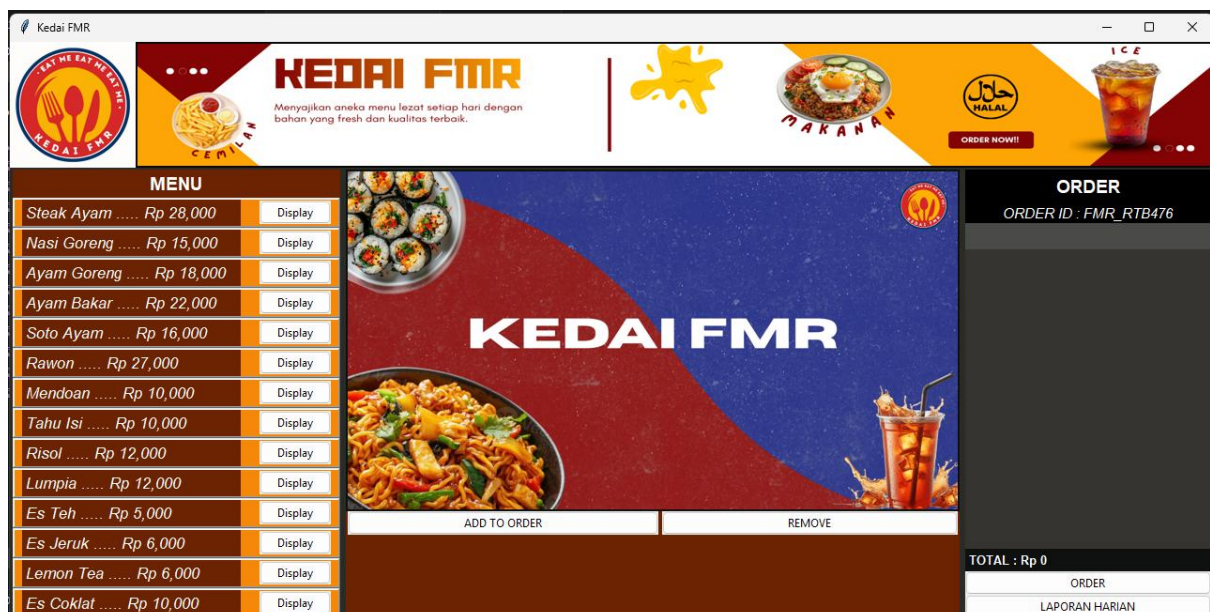 Kedai FMR
EAT ME EAT ME EAT ME
KEDAI FMR
KEDAI FMR
Menyajikan aneka menu lezat setiap hari dengan
bahan yang fresh dan kualitas terbaik.
CEMILAN
MAKANAN
حلال
HALAL
ORDER NOW!!
ICE
MENU
Steak Ayam ..... Rp 28,000 Display
Nasi Goreng ..... Rp 15,000 Display
Ayam Goreng ..... Rp 18,000 Display
Ayam Bakar ..... Rp 22,000 Display
Soto Ayam ..... Rp 16,000 Display
Rawon ..... Rp 27,000 Display
Mendoan ..... Rp 10,000 Display
Tahu Isi ..... Rp 10,000 Display
Risol ..... Rp 12,000 Display
Lumpia ..... Rp 12,000 Display
Es Teh ..... Rp 5,000 Display
Es Jeruk ..... Rp 6,000 Display
Lemon Tea ..... Rp 6,000 Display
Es Coklat ..... Rp 10,000 Display
KEDAI FMR
KEDAI FMR
ADD TO ORDER REMOVE
ORDER
ORDER ID : FMR_RTB476
TOTAL : Rp 0
ORDER
LAPORAN HARIAN